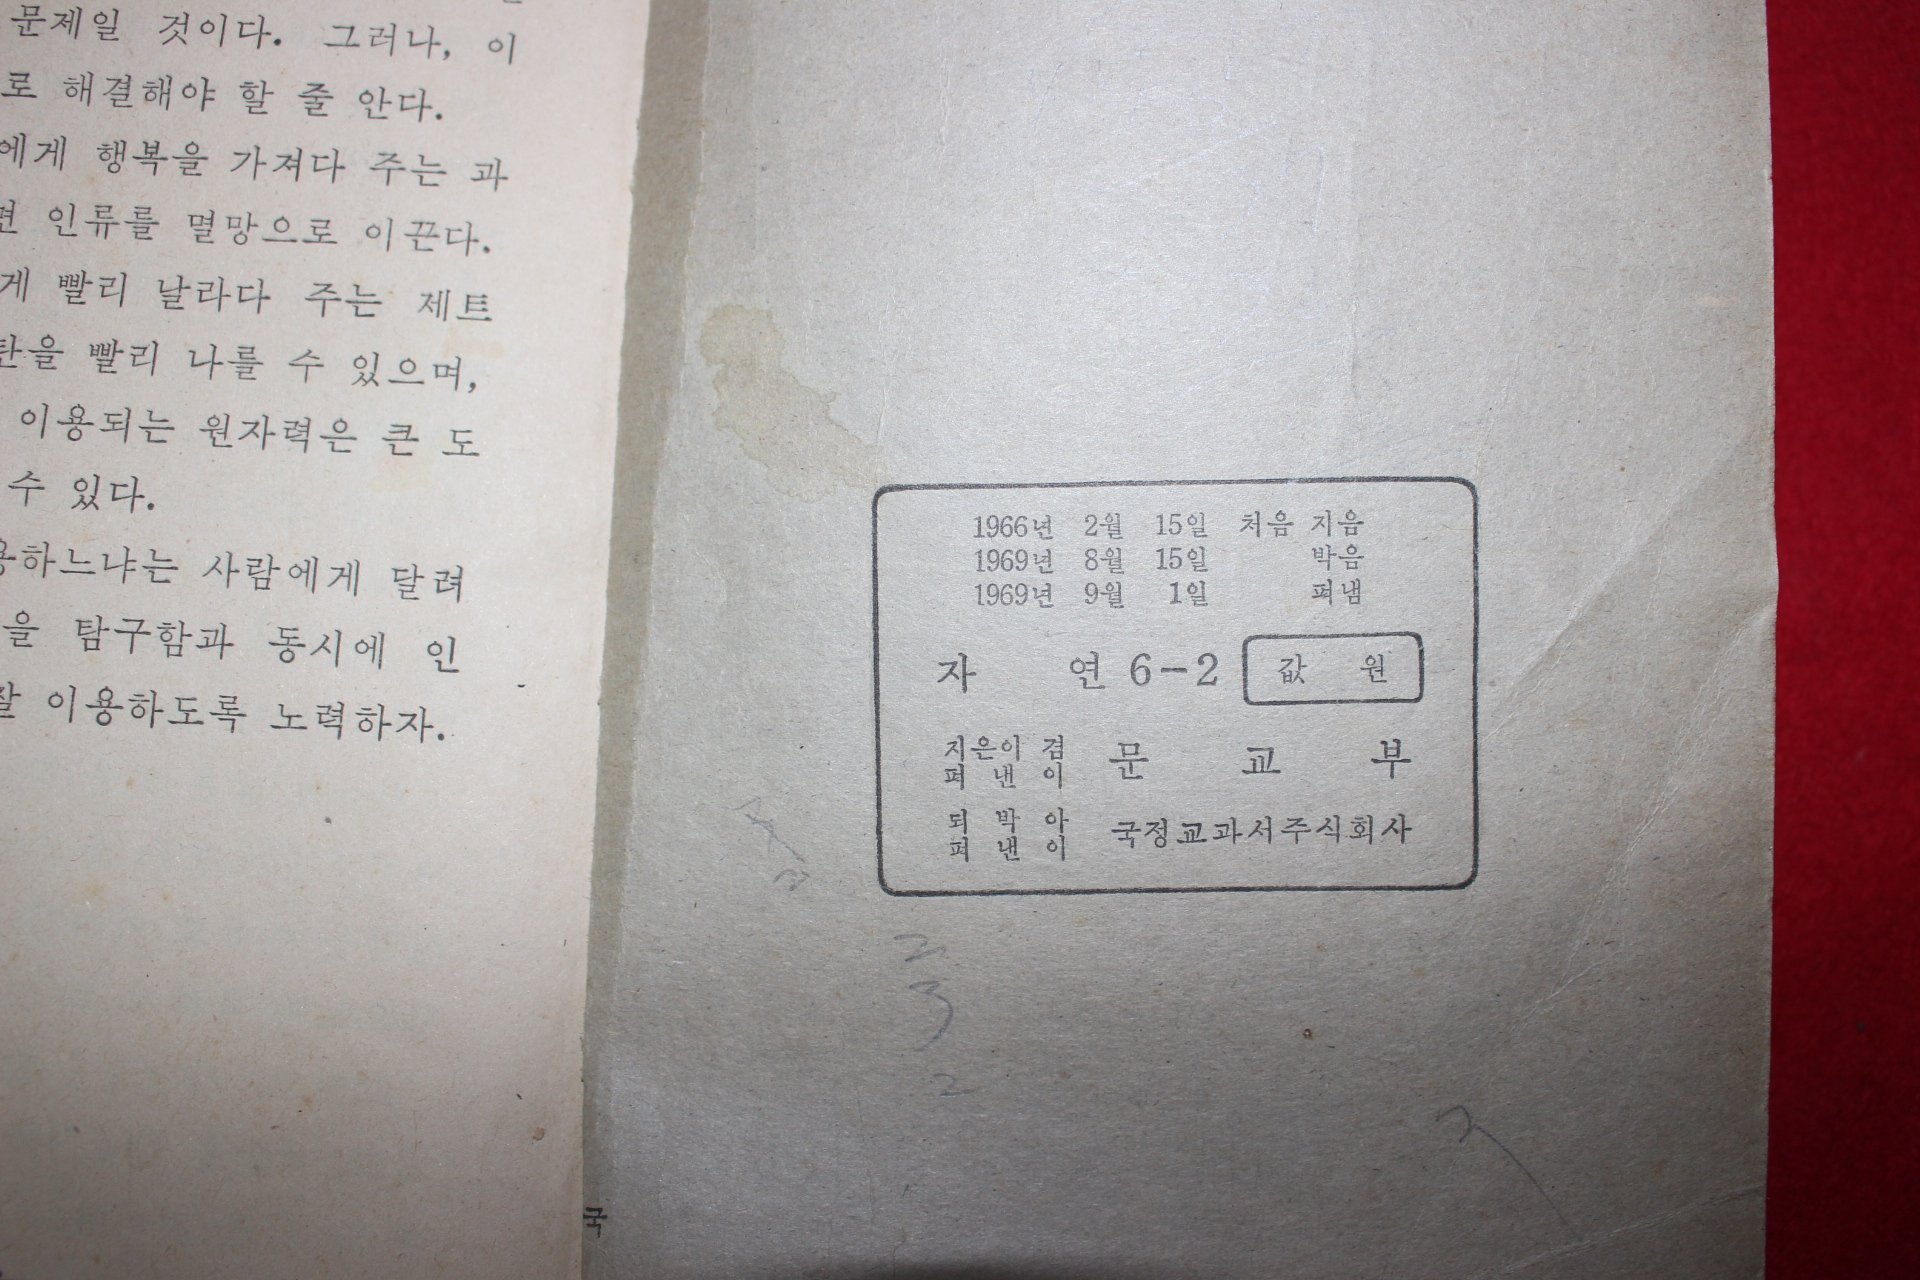 문제일 것이다. 그러나, 이
로 해결해야 할 줄 안다.
에게 행복을 가져다 주는 과
면 인류를 멸망으로 이끈다.
게 빨리 날라다 주는 제트
탄을 빨리 나를 수 있으며,
이용되는 원자력은 큰 도
수 있다.
용하느냐는 사람에게 달려
을 탐구함과 동시에 인
잘 이용하도록 노력하자.
국
1966년 2월 15일 처음 지음
1969년 8월 15일 박음
1969년 9월 1일 펴냄
자 연 6-2 값 원
지은이 겸
펴 낸 이
문 교 부
되 박 아
펴 낸 이
국정교과서주식회사
2
3
2